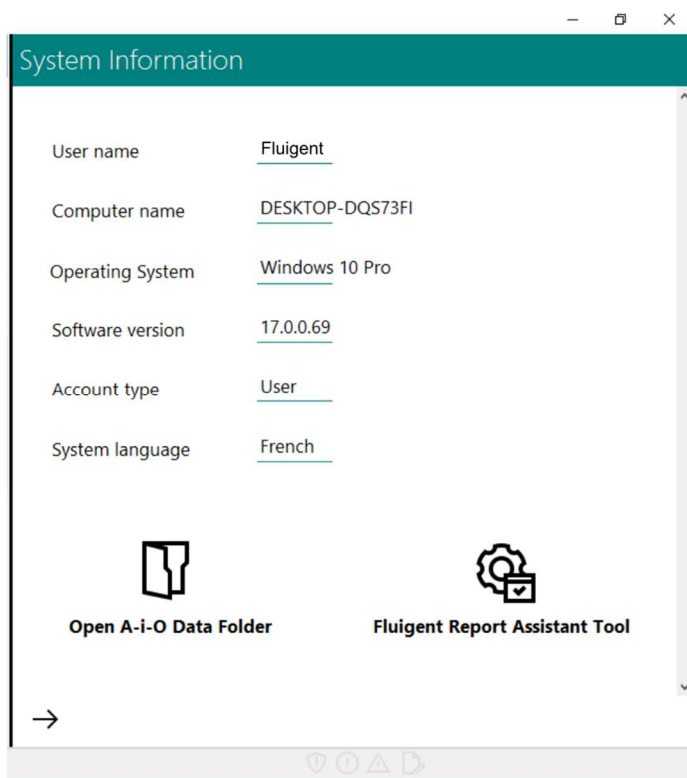 System Information
User name Fluigent
Computer name DESKTOP-DQS73FI
Operating System Windows 10 Pro
Software version 17.0.0.69
Account type User
System language French
Open A-i-O Data Folder Fluigent Report Assistant Tool